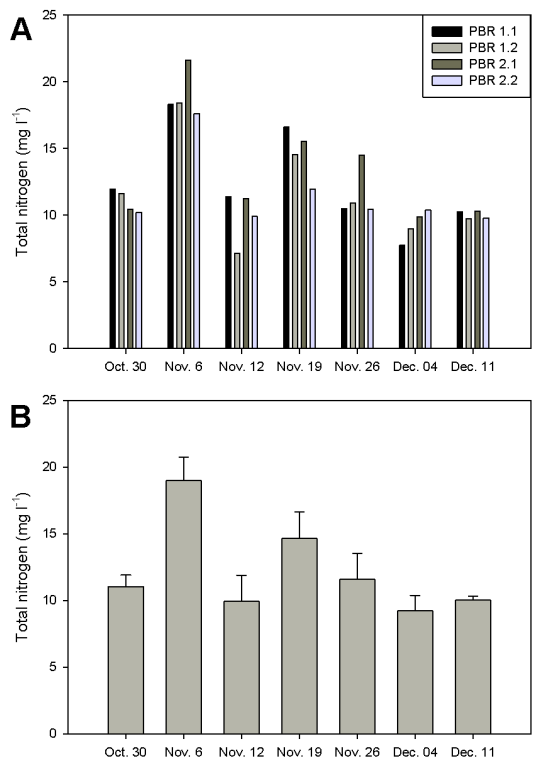 A
25
20
15
10
5
0
Total nitrogen (mg l⁻¹)
PBR 1.1
PBR 1.2
PBR 2.1
PBR 2.2
Oct. 30 Nov. 6 Nov. 12 Nov. 19 Nov. 26 Dec. 04 Dec. 11
B
25
20
15
10
5
0
Total nitrogen (mg l⁻¹)
Oct. 30 Nov. 6 Nov. 12 Nov. 19 Nov. 26 Dec. 04 Dec. 11